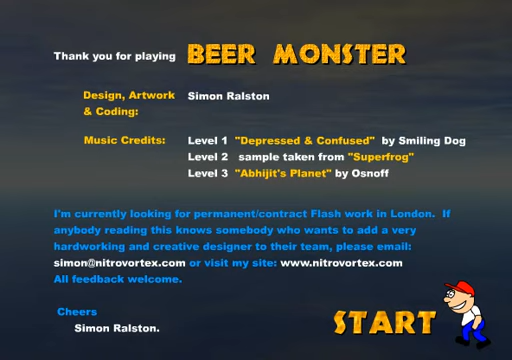 Thank you for playing BEER MONSTER
Design, Artwork Simon Ralston
& Coding:
Music Credits: Level 1 "Depressed & Confused" by Smiling Dog
Level 2 sample taken from "Superfrog"
Level 3 "Abhijit's Planet" by Osnoff
I'm currently looking for permanent/contract Flash work in London. If
anybody reading this knows somebody who wants to add a very
hardworking and creative designer to their team, please email:
simon@nitrovortex.com or visit my site: www.nitrovortex.com
All feedback welcome.
Cheers
Simon Ralston.
START